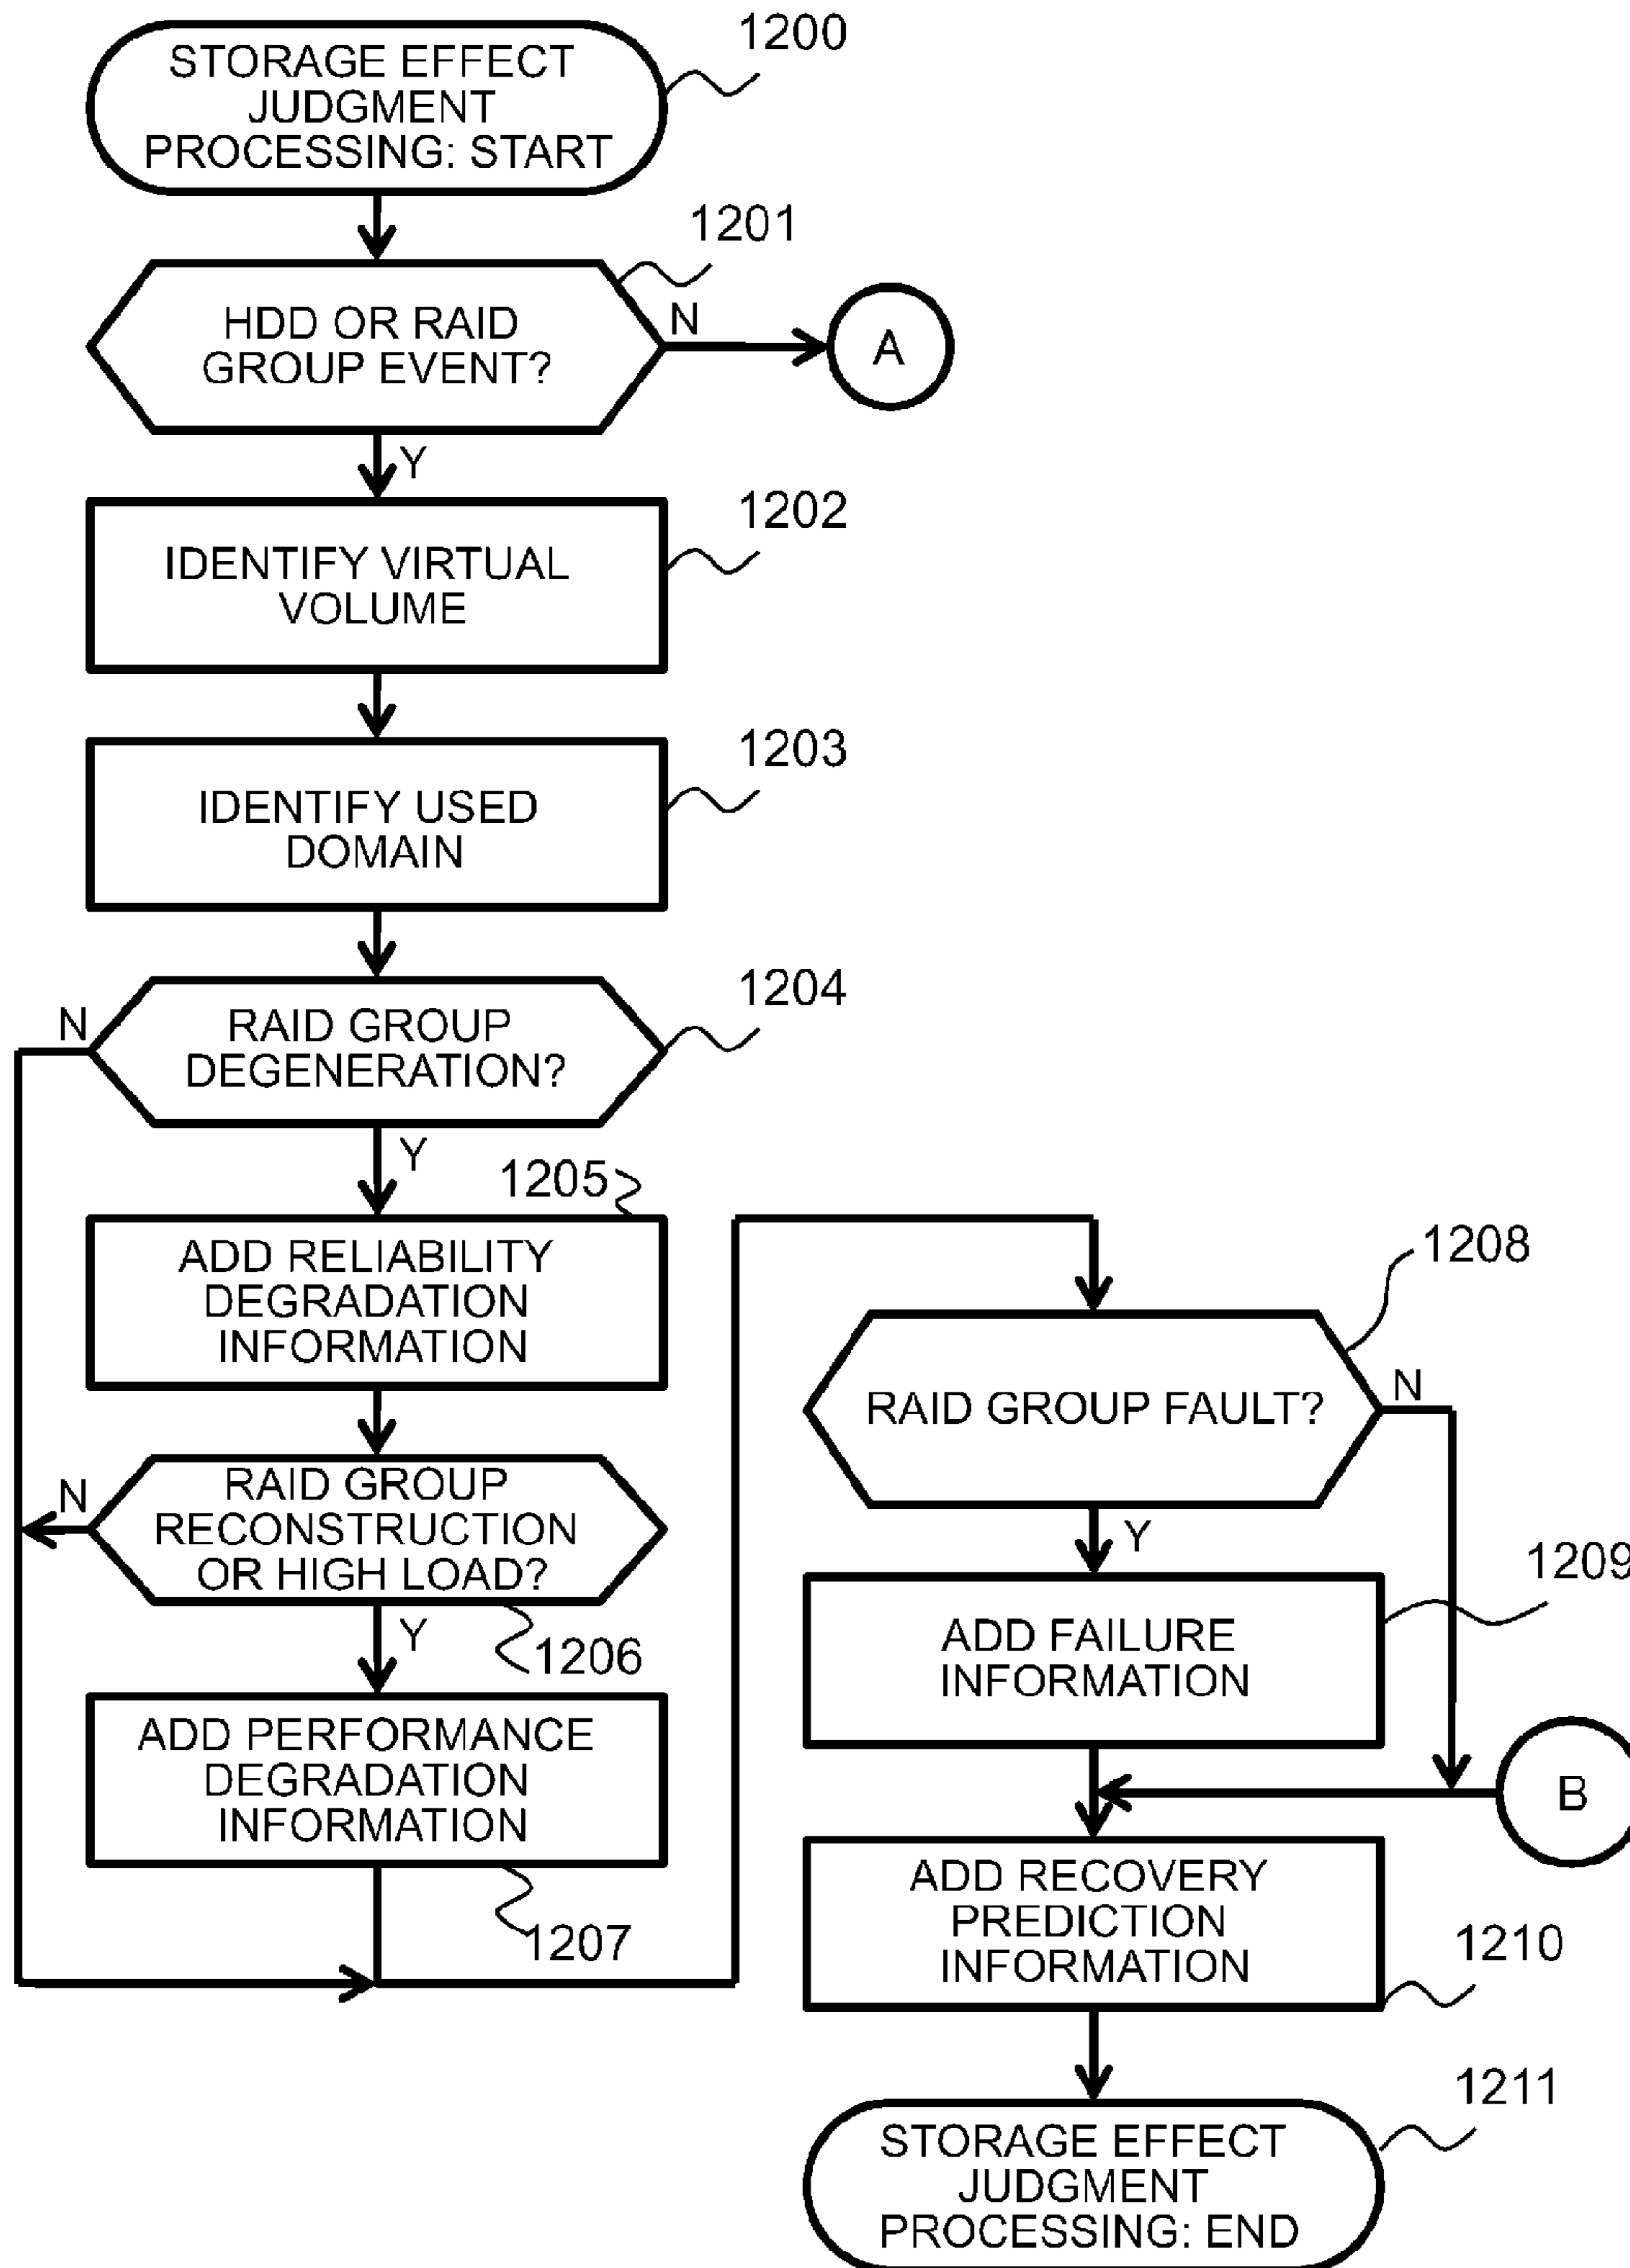 1200
STORAGE EFFECT
JUDGMENT
PROCESSING: START
1201
HDD OR RAID
GROUP EVENT?
N
A
Y
1202
IDENTIFY VIRTUAL
VOLUME
1203
IDENTIFY USED
DOMAIN
1204
N
RAID GROUP
DEGENERATION?
Y
1205
ADD RELIABILITY
DEGRADATION
INFORMATION
N
RAID GROUP
RECONSTRUCTION
OR HIGH LOAD?
Y
1206
ADD PERFORMANCE
DEGRADATION
INFORMATION
1207
1208
RAID GROUP FAULT?
N
Y
1209
ADD FAILURE
INFORMATION
B
ADD RECOVERY
PREDICTION
INFORMATION
1210
1211
STORAGE EFFECT
JUDGMENT
PROCESSING: END